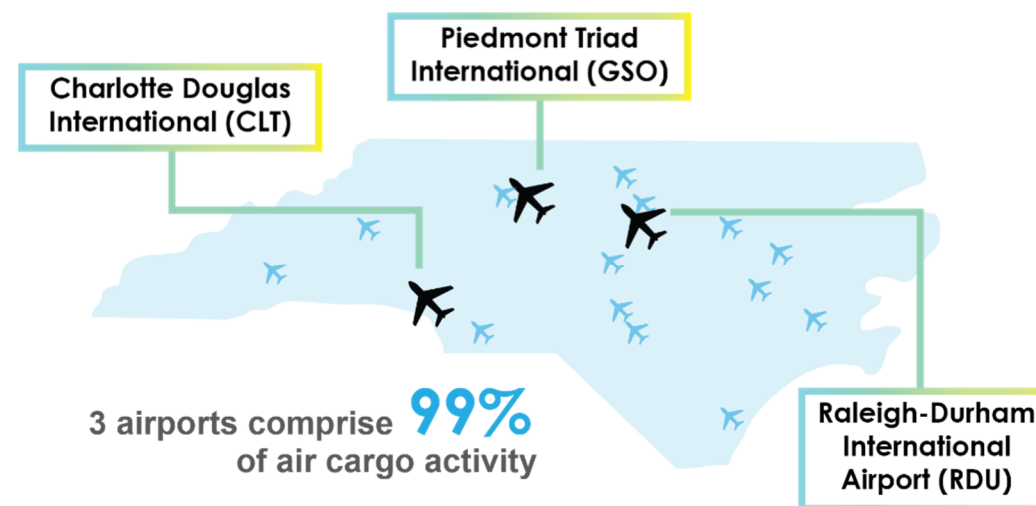 Piedmont Triad
International (GSO)
Charlotte Douglas
International (CLT)
3 airports comprise 99%
of air cargo activity
Raleigh-Durham
International
Airport (RDU)